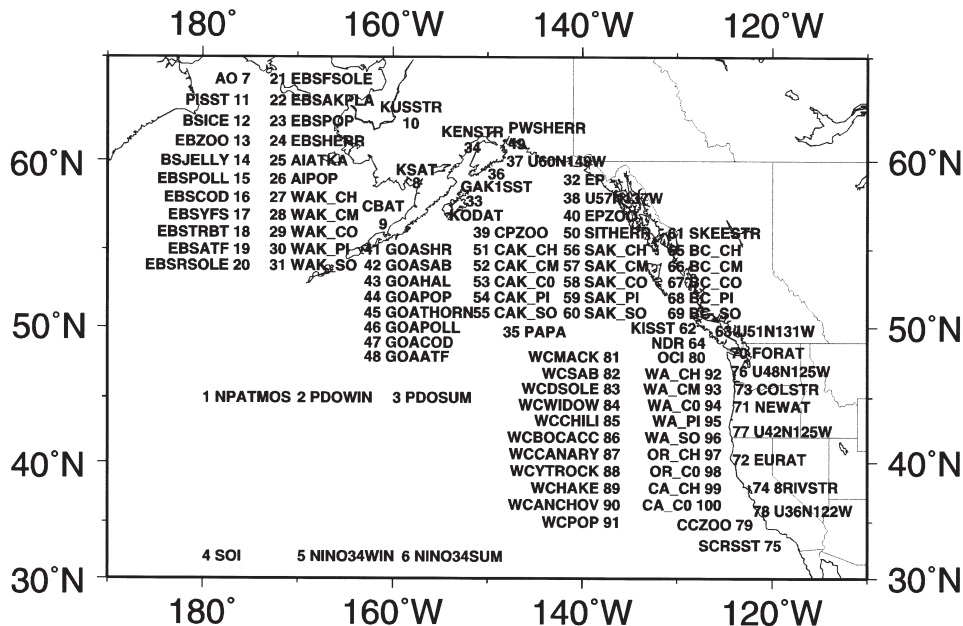 180° 160°W 140°W 120°W
AO 7 21 EBSFSOLE
PISST 11 22 EBSAKPLA
KUSSTR
BSICE 12 23 EBSPOP 10
KENSTR PWSHERR
EBZOO 13 24 EBSHERR 34 49
60°N 60°N
BSJELLY 14 25 AIATKA 37 U60N149W
KSAT 36
EBSPOLL 15 26 AIPOP 8 32 EP
GAK1SST
EBSCOD 16 27 WAK_CH 33 38 U57N137W
CBAT
EBSYFS 17 28 WAK_CM KODAT 40 EPZOO
9
EBSTRBT 18 29 WAK_CO 39 CPZOO 50 SITHERR 61 SKEESTR
EBSATF 19 30 WAK_PI 41 GOASHR 51 CAK_CH 56 SAK_CH 65 BC_CH
EBSRSOLE 20 31 WAK_SO 42 GOASAB 52 CAK_CM 57 SAK_CM 66 BC_CM
43 GOAHAL 53 CAK_C0 58 SAK_CO 67 BC_CO
44 GOAPOP 54 CAK_PI 59 SAK_PI 68 BC_PI
45 GOATHORN 55 CAK_SO 60 SAK_SO 69 BC_SO
50°N 50°N
46 GOAPOLL 35 PAPA KISST 62 63 U51N131W
47 GOACOD NDR 64
48 GOAATF WCMACK 81 OCI 80 70 FORAT
WCSAB 82 WA_CH 92 76 U48N125W
WCDSOLE 83 WA_CM 93 73 COLSTR
1 NPATMOS 2 PDOWIN 3 PDOSUM
WCWIDOW 84 WA_C0 94 71 NEWAT
WCCHILI 85 WA_PI 95
WCBOCACC 86 WA_SO 96 77 U42N125W
WCCANARY 87 OR_CH 97 72 EURAT
40°N 40°N
WCYTROCK 88 OR_C0 98
WCHAKE 89 CA_CH 99 74 8RIVSTR
WCANCHOV 90 CA_C0 100 78 U36N122W
WCPOP 91 CCZOO 79
SCRSST 75
4 SOI 5 NINO34WIN 6 NINO34SUM
30°N 30°N
180° 160°W 140°W 120°W